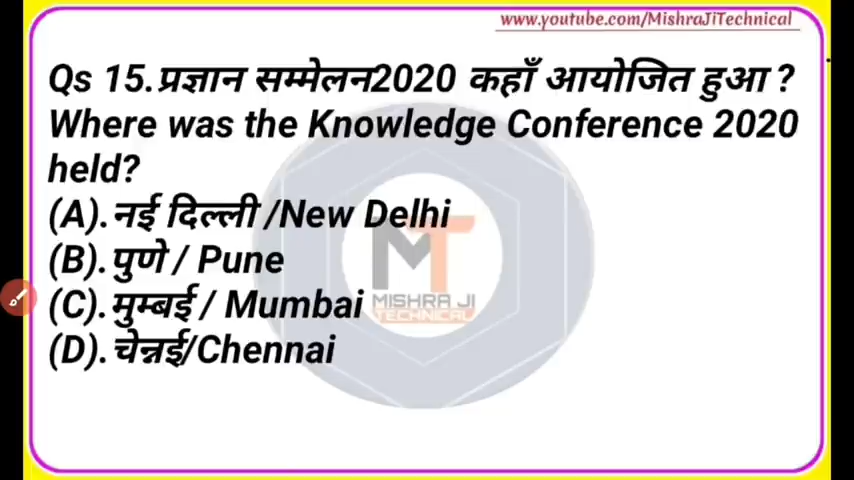 www.youtube.com/MishraJiTechnical
Qs 15.प्रज्ञान सम्मेलन2020 कहाँ आयोजित हुआ ?
Where was the Knowledge Conference 2020
held?
(A).नई दिल्ली /New Delhi
(B).पुणे / Pune
(C).मुम्बई / Mumbai
(D).चेन्नई/Chennai
MT
MISHRA JI
TECHNICAL